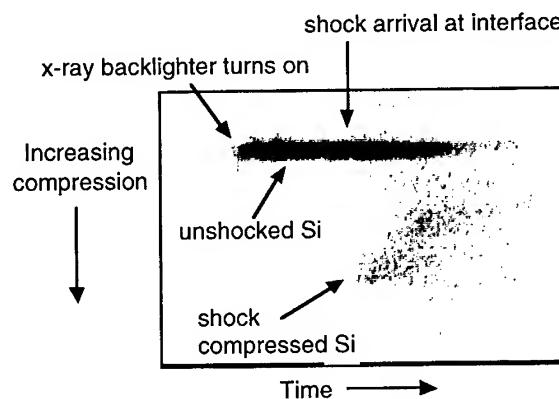 shock arrival at interface
x-ray backlighter turns on
Increasing
compression
unshocked Si
shock
compressed Si
Time